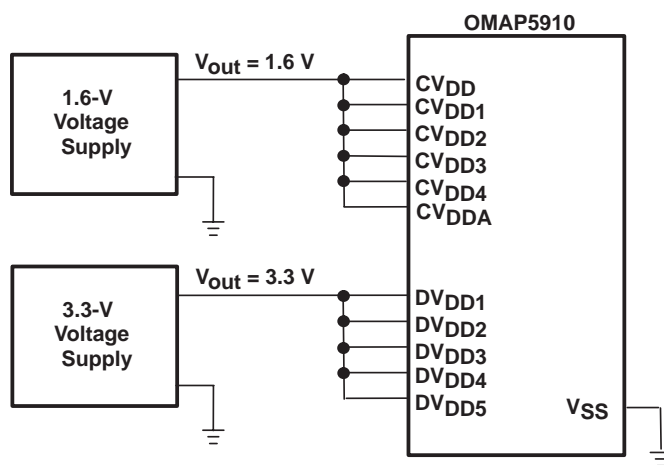 OMAP5910
Vout = 1.6 V
1.6-V
Voltage
Supply
CVDD
CVDD1
CVDD2
CVDD3
CVDD4
CVDDA
Vout = 3.3 V
3.3-V
Voltage
Supply
DVDD1
DVDD2
DVDD3
DVDD4
DVDD5
VSS